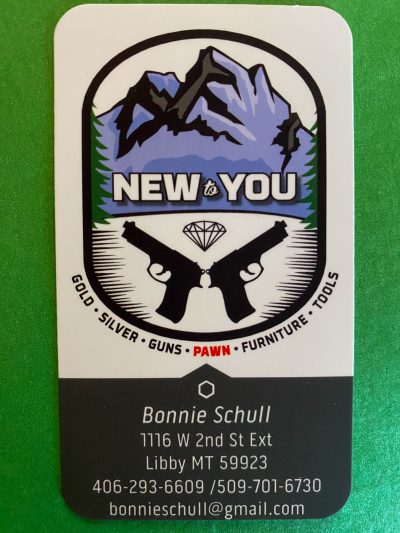 NEW to YOU
GOLD • SILVER • GUNS • PAWN • FURNITURE • TOOLS
Bonnie Schull
1116 W 2nd St Ext
Libby MT 59923
406-293-6609 /509-701-6730
bonnieschull@gmail.com